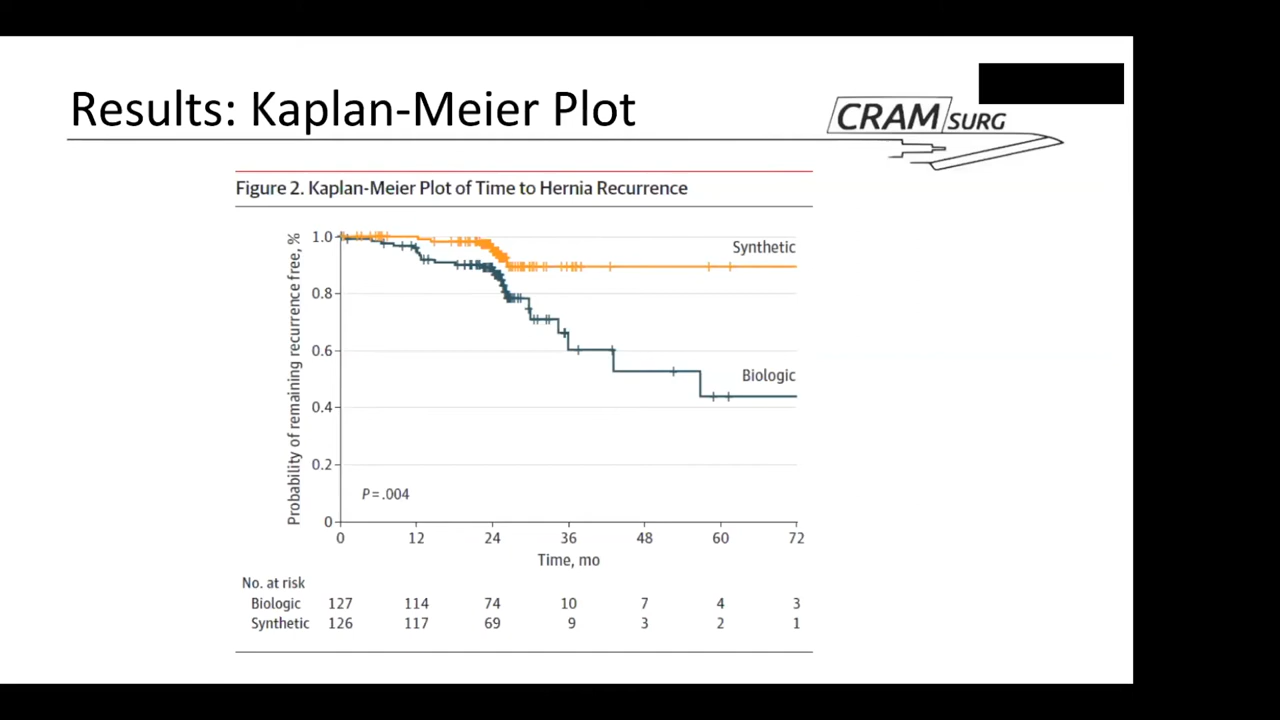 Results: Kaplan-Meier Plot
CRAM SURG
Figure 2. Kaplan-Meier Plot of Time to Hernia Recurrence
Probability of remaining recurrence free, %
1.0
0.8
0.6
0.4
0.2
0
Synthetic
Biologic
P = .004
0 12 24 36 48 60 72
Time, mo
No. at risk
Biologic 127 114 74 10 7 4 3
Synthetic 126 117 69 9 3 2 1